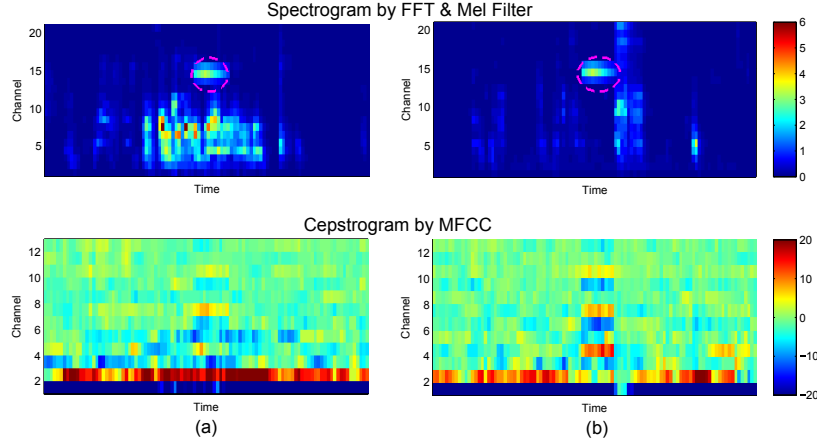 Spectrogram by FFT & Mel Filter
20
15
10
5
Channel
Time
20
15
10
5
Channel
Time
6
5
4
3
2
1
0
Cepstrogram by MFCC
12
10
8
6
4
2
Channel
Time
12
10
8
6
4
2
Channel
Time
20
10
0
−10
−20
(a)
(b)